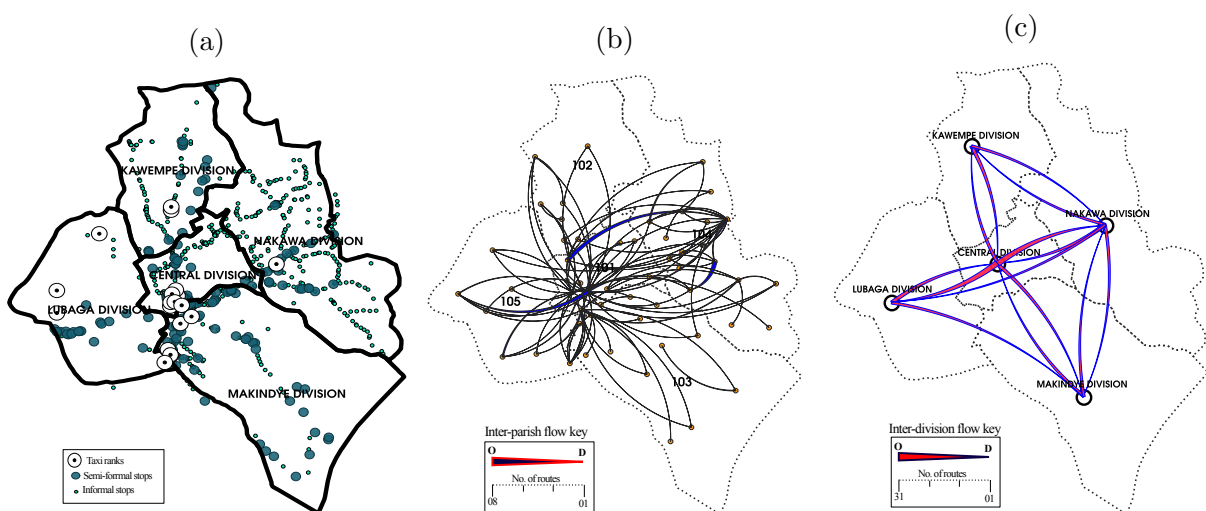 (a)
KAWEMPE DIVISION
NAKAWA DIVISION
CENTRAL DIVISION
LUBAGA DIVISION
MAKINDYE DIVISION
Taxi ranks
Semi-forrmal stops
Informal stops
(b)
102
104
101
105
103
Inter-parish flow key
O D
No. of routes
08 01
(c)
KAWEMPE DIVISION
NAKAWA DIVISION
CENTRAL DIVISION
LUBAGA DIVISION
MAKINDYE DIVISION
Inter-division flow key
O D
No. of routes
31 01